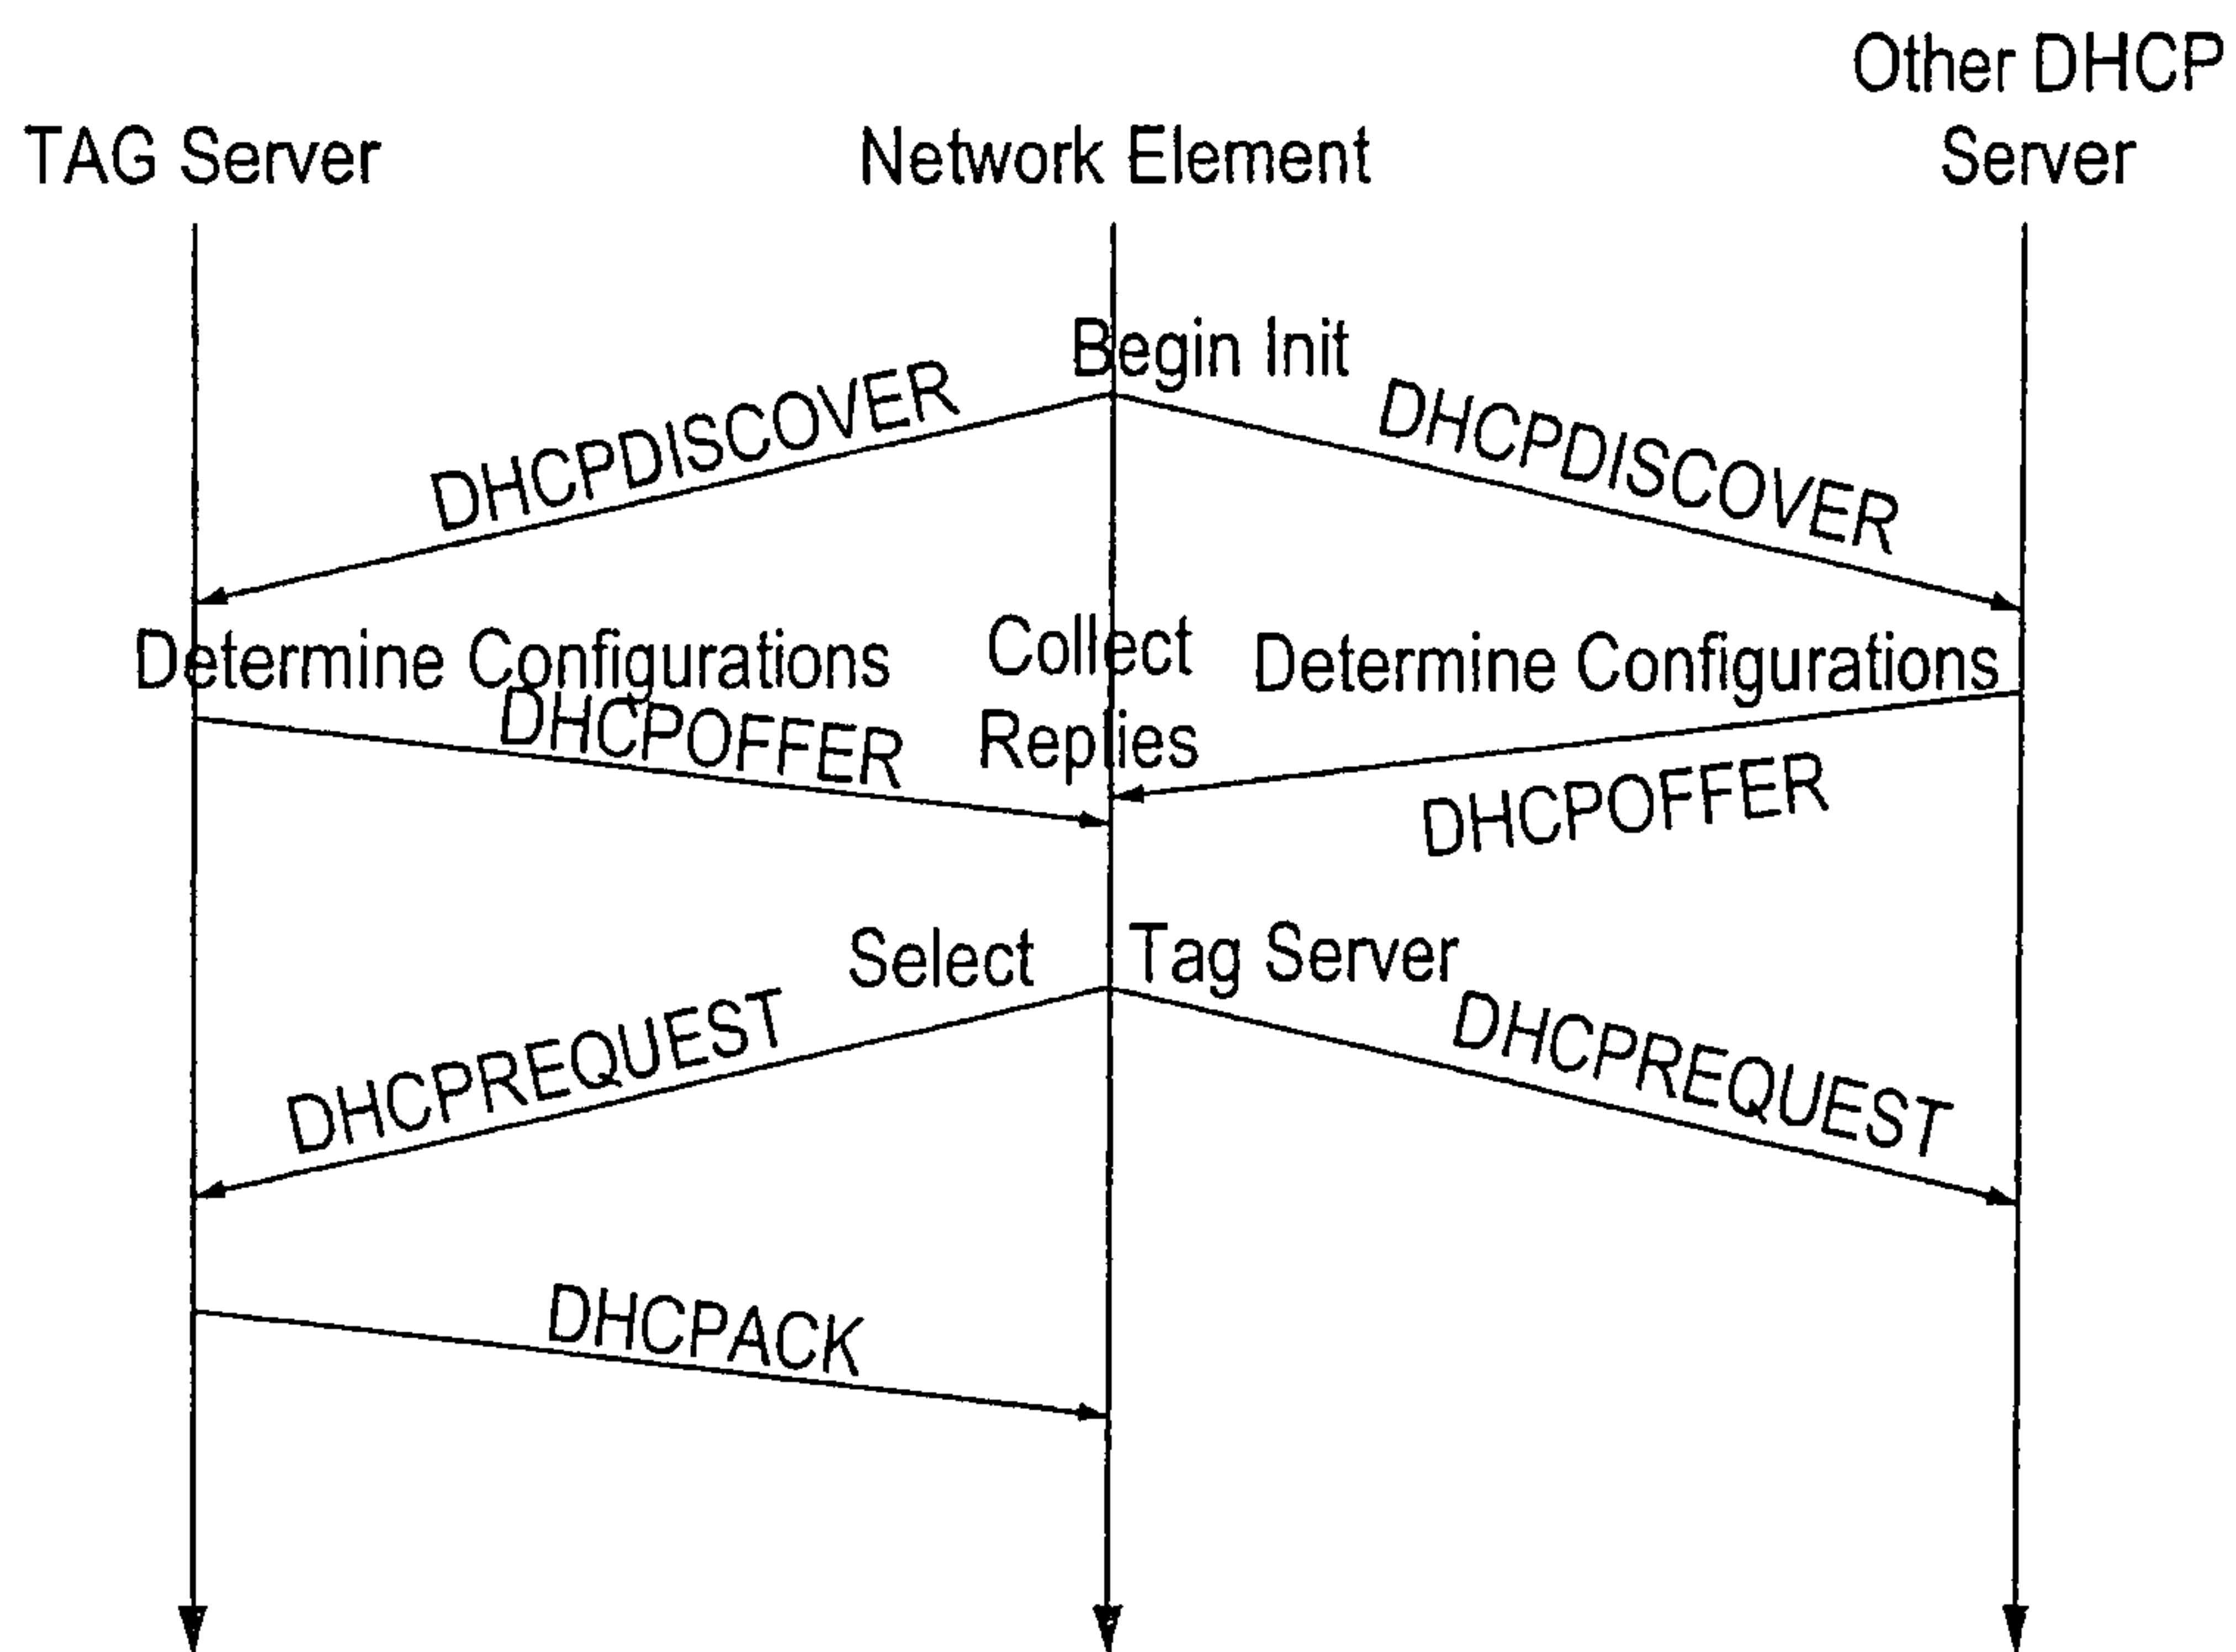 Other DHCP
Server
TAG Server
Network Element
Begin Init
DHCPDISCOVER
DHCPDISCOVER
Determine Configurations
Collect
Replies
Determine Configurations
DHCPOFFER
DHCPOFFER
Select Tag Server
DHCPREQUEST
DHCPREQUEST
DHCPACK